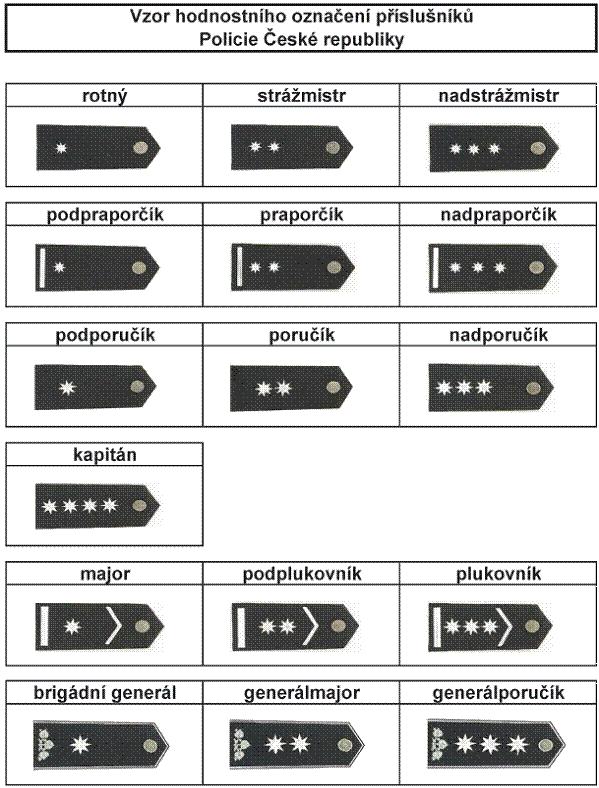 Vzor hodnostního označení příslušníků
Policie České republiky
rotný strážmistr nadstrážmistr
podpraporčík praporčík nadpraporčík
podporučík poručík nadporučík
kapitán
major podplukovník plukovník
brigádní generál generálmajor generálporučík